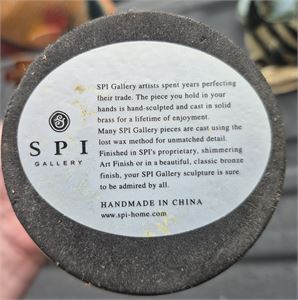 SPI Gallery artists spent years perfecting
their trade. The piece you hold in your
hands is hand-sculpted and cast in solid
brass for a lifetime of enjoyment.
Many SPI Gallery pieces are cast using the
lost wax method for unmatched detail.
Finished in SPI's proprietary, shimmering
Art Finish or in a beautiful, classic bronze
finish, your SPI Gallery sculpture is sure
to be admired by all.
S
SPI
GALLERY
HANDMADE IN CHINA
www.spi-home.com